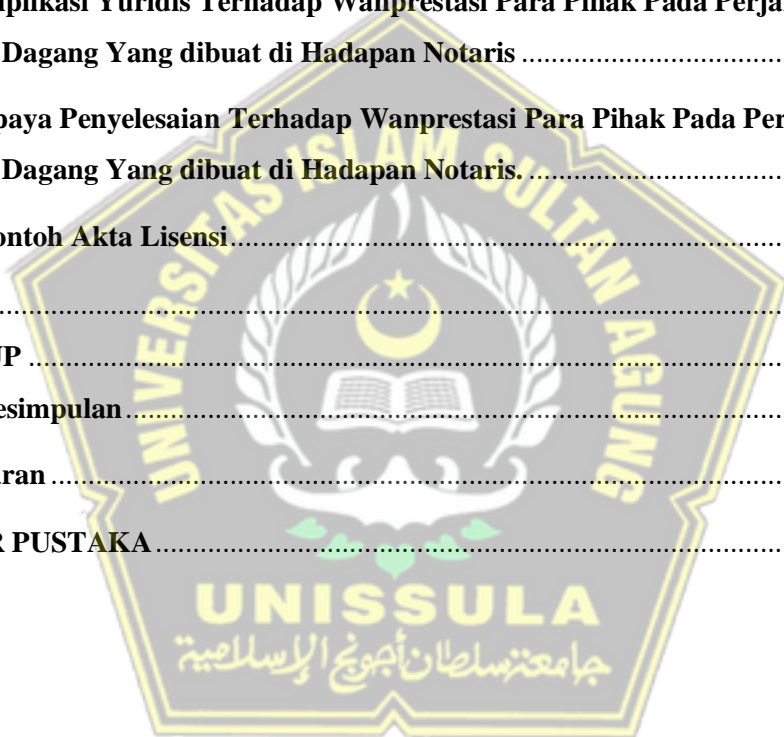 plikasi Yuridis Terhadap Wanprestasi Para Pihak Pada Perja
Dagang Yang dibuat di Hadapan Notaris ..........................................
paya Penyelesaian Terhadap Wanprestasi Para Pihak Pada Per
Dagang Yang dibuat di Hadapan Notaris. ..........................................
ontoh Akta Lisensi ..........................................
..........................................
UP ..........................................
esimpulan ..........................................
ran ..........................................
R PUSTAKA ..........................................
UNIVERSITAS ISLAM SULTAN AGUNG
UNISSULA
جامعة سلطان أجونج الإسلامية